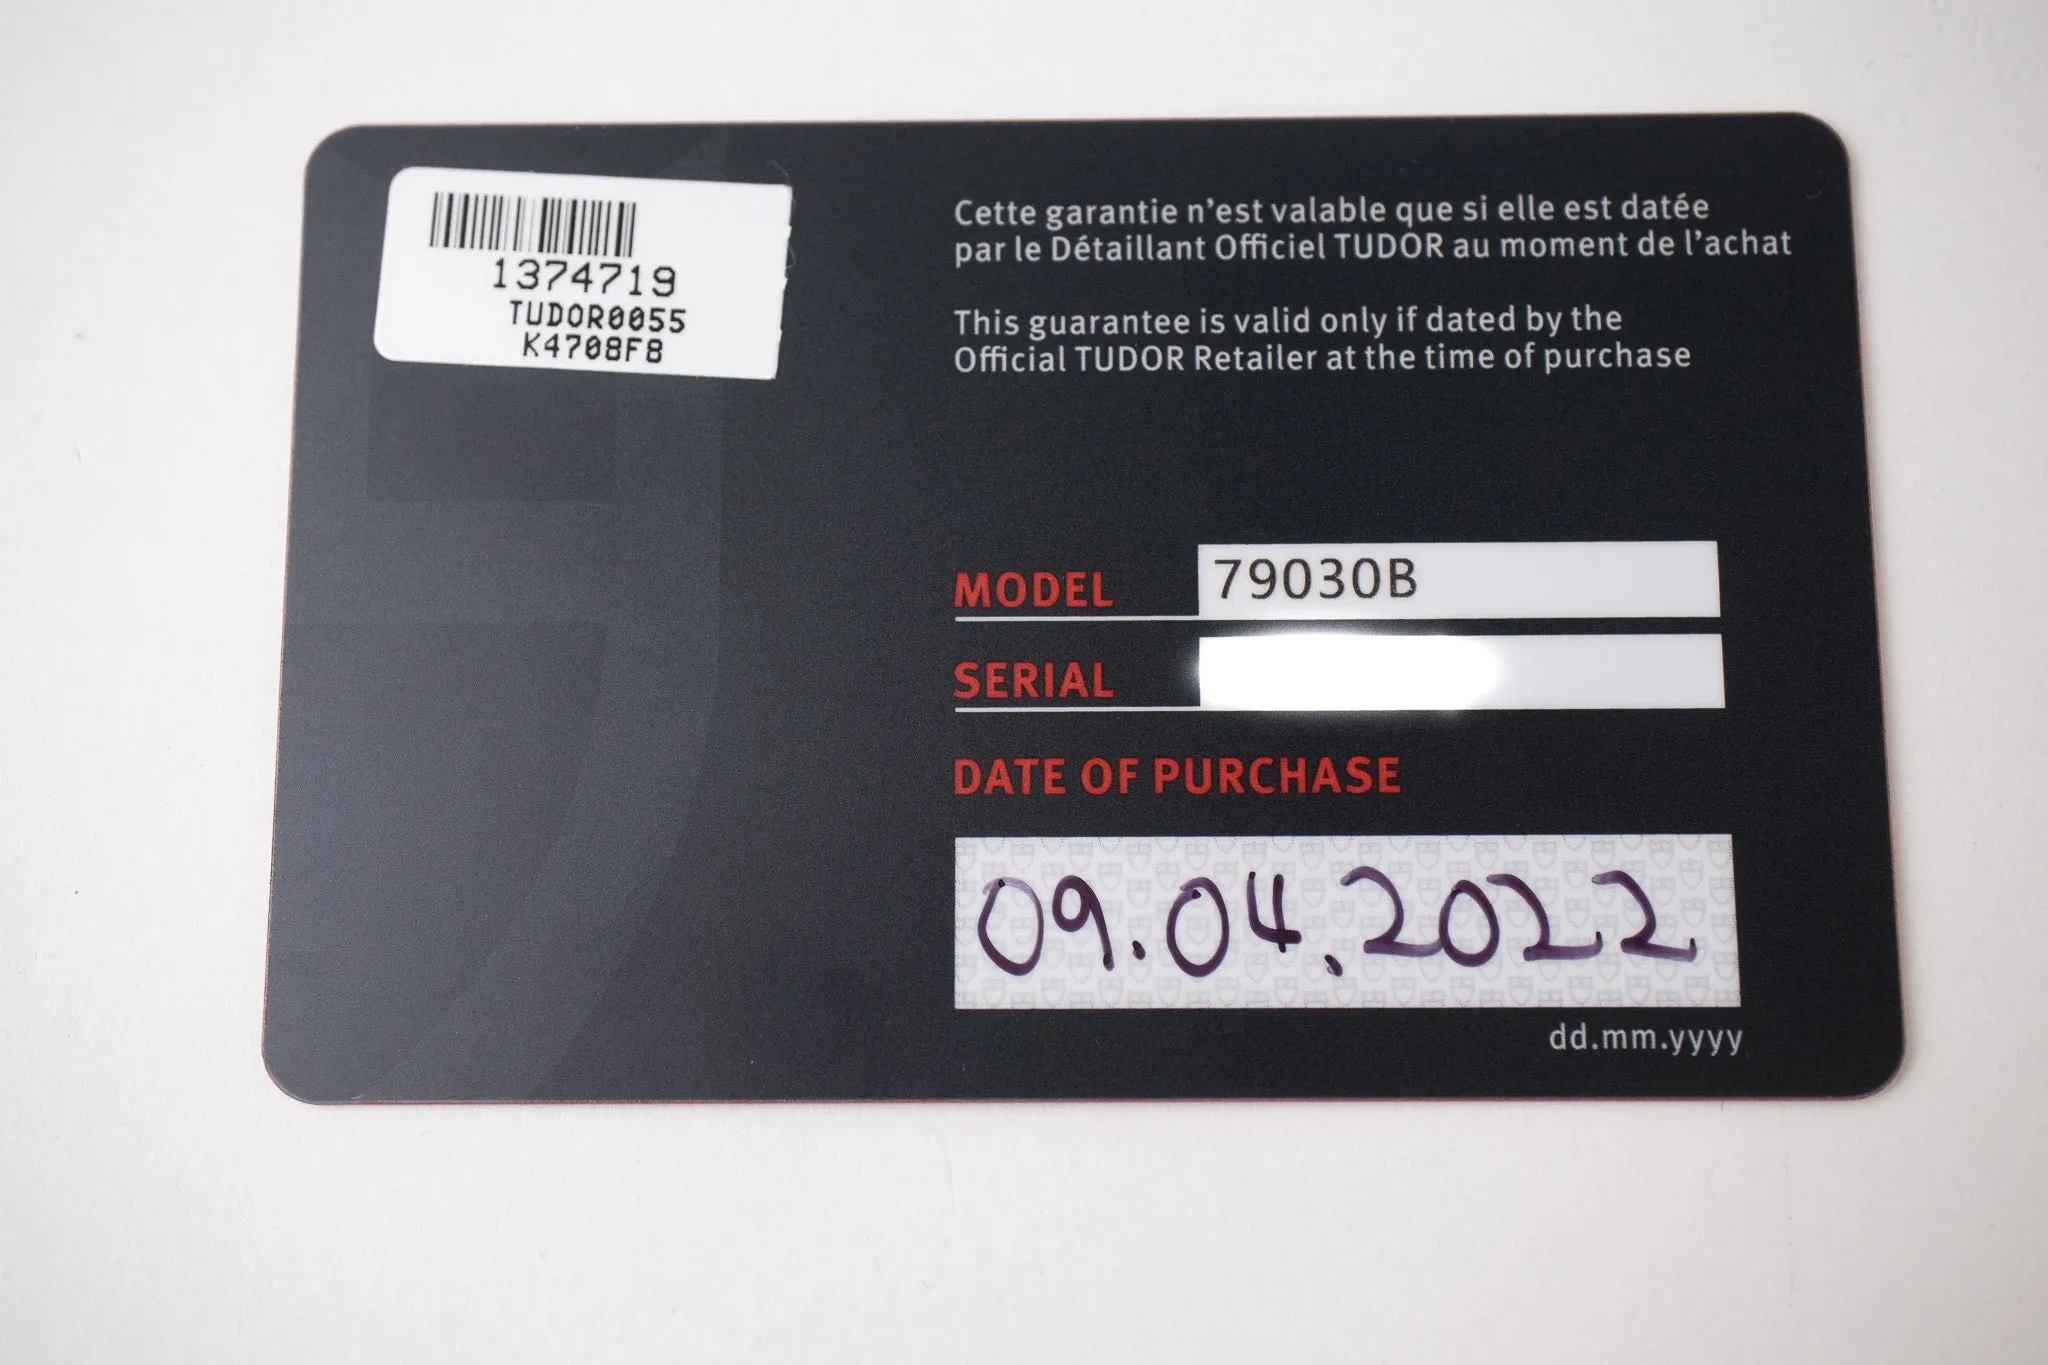 1374719
TUDOR0055
K4708F8
Cette garantie n’est valable que si elle est datée
par le Détaillant Officiel TUDOR au moment de l’achat
This guarantee is valid only if dated by the
Official TUDOR Retailer at the time of purchase
MODEL 79030B
SERIAL
DATE OF PURCHASE
09.04.2022
dd.mm.yyyy